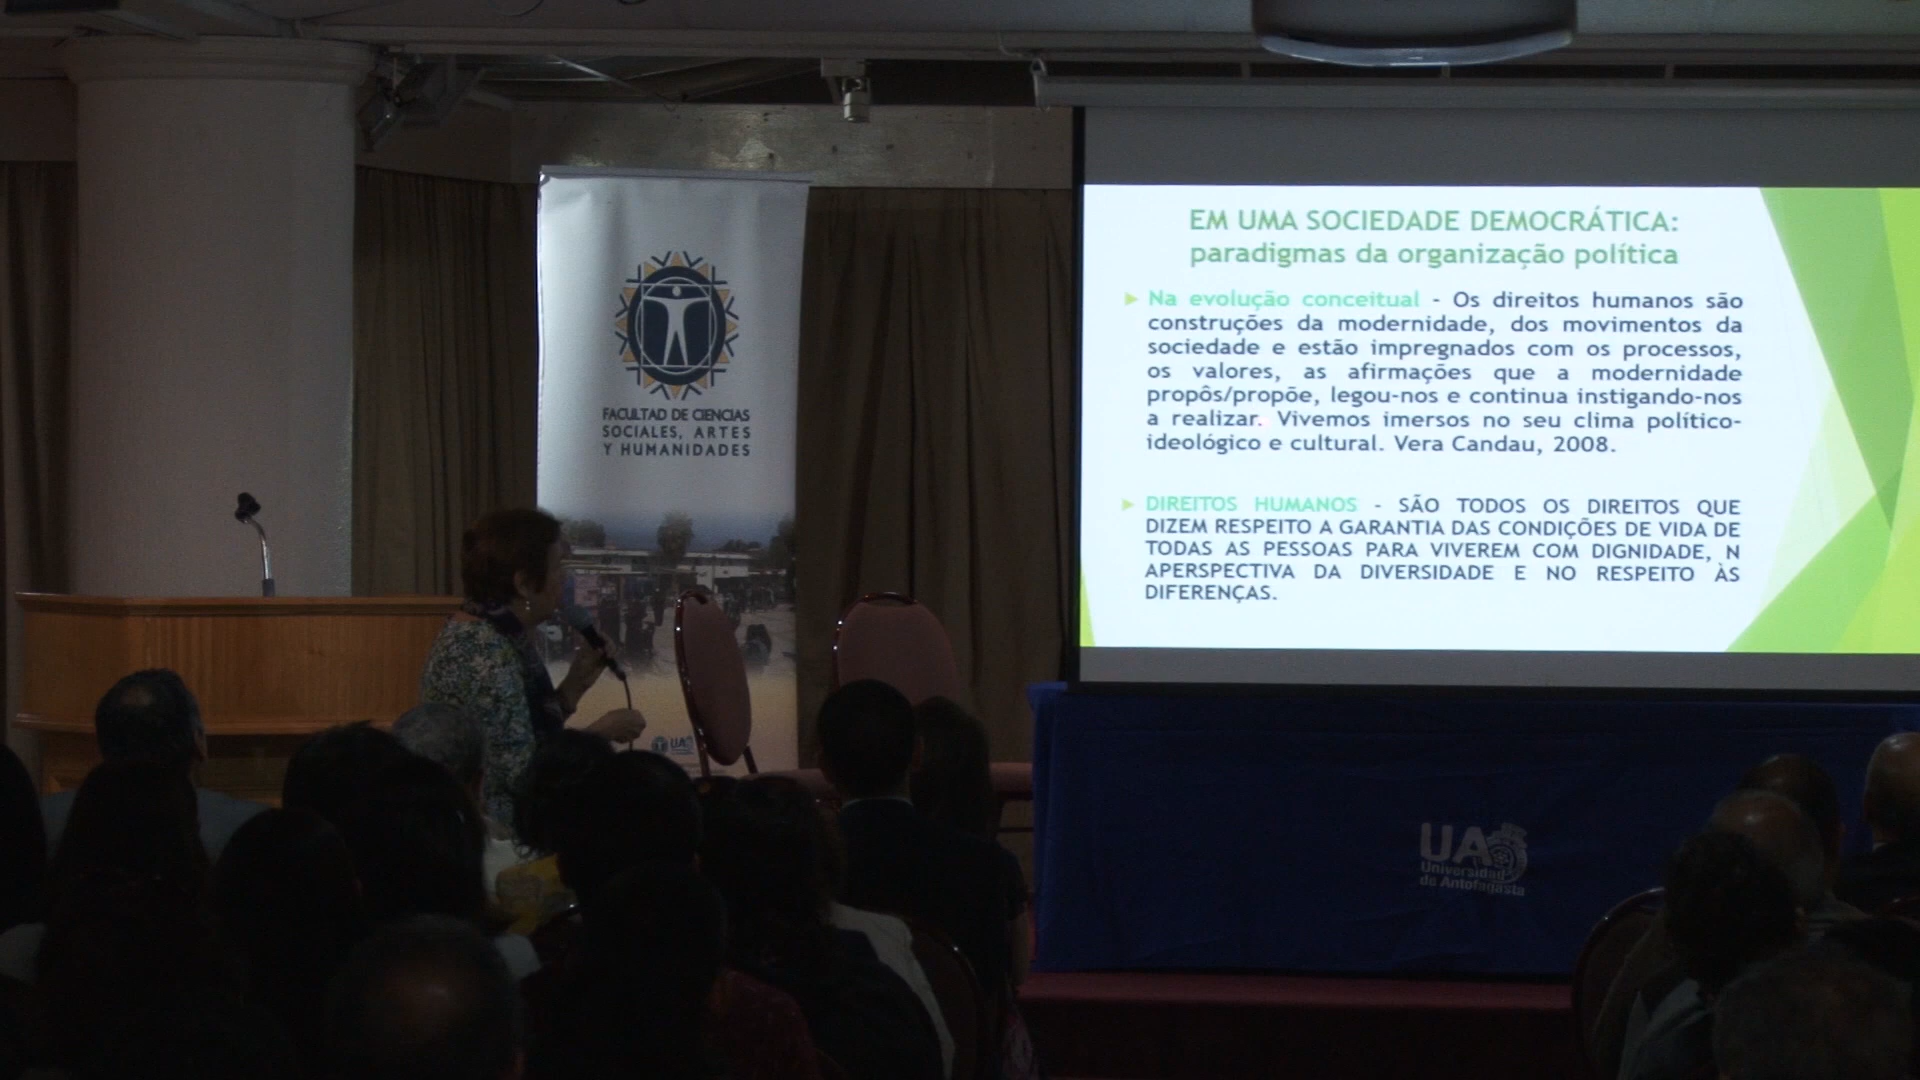 FACULTAD DE CIENCIAS
SOCIALES, ARTES
Y HUMANIDADES
UA
EM UMA SOCIEDADE DEMOCRÁTICA:
paradigmas da organização política
Na evolução conceitual - Os direitos humanos são
construções da modernidade, dos movimentos da
sociedade e estão impregnados com os processos,
os valores, as afirmações que a modernidade
propôs/propõe, legou-nos e continua instigando-nos
a realizar. Vivemos imersos no seu clima político-
ideológico e cultural. Vera Candau, 2008.
DIREITOS HUMANOS - SÃO TODOS OS DIREITOS QUE
DIZEM RESPEITO A GARANTIA DAS CONDIÇÕES DE VIDA DE
TODAS AS PESSOAS PARA VIVEREM COM DIGNIDADE, N
APERSPECTIVA DA DIVERSIDADE E NO RESPEITO ÀS
DIFERENÇAS.
UA
Universidad
de Antofagasta